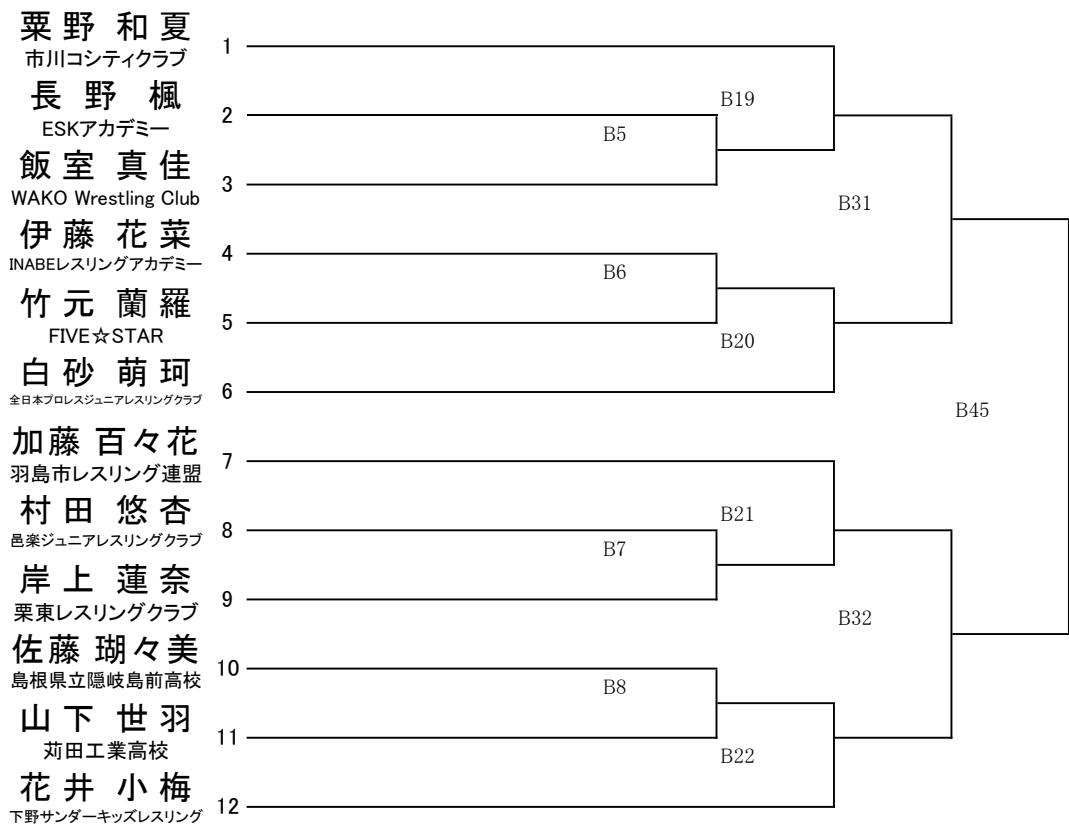 粟野 和夏
市川コシティクラブ
1
長野 楓
ESKアカデミー
2
B19
B5
飯室 真佳
WAKO Wrestling Club
3
B31
伊藤 花菜
INABEレスリングアカデミー
4
B6
竹元 蘭羅
FIVE☆STAR
5
B20
白砂 萌珂
全日本プロレスジュニアレスリングクラブ
6
B45
加藤 百々花
羽島市レスリング連盟
7
村田 悠杏
邑楽ジュニアレスリングクラブ
8
B21
B7
岸上 蓮奈
栗東レスリングクラブ
9
B32
佐藤 瑚々美
島根県立隠岐島前高校
10
B8
山下 世羽
苅田工業高校
11
B22
花井 小梅
下野サンダーキッズレスリング
12